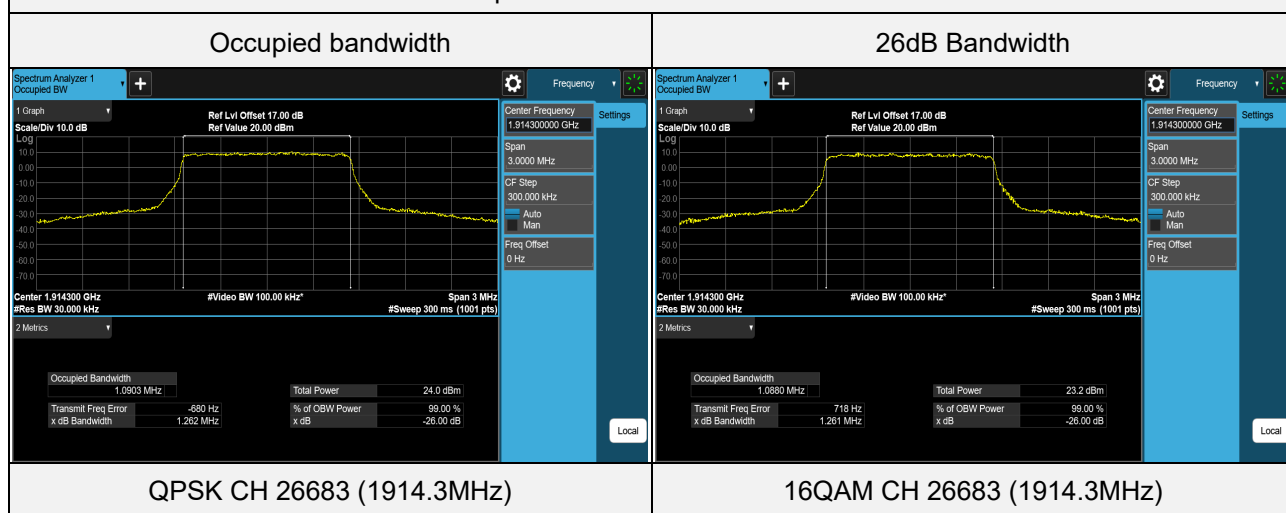 Occupied bandwidth
26dB Bandwidth
Spectrum Analyzer 1
Occupied BW
+
Frequency
1 Graph
Scale/Div 10.0 dB
Ref Lvl Offset 17.00 dB
Ref Value 20.00 dBm
Log
10.0
0.00
-10.0
-20.0
-30.0
-40.0
-50.0
-60.0
-70.0
Center 1.914300 GHz
#Res BW 30.000 kHz
#Video BW 100.00 kHz*
Span 3 MHz
#Sweep 300 ms (1001 pts)
Center Frequency
1.914300000 GHz
Settings
Span
3.0000 MHz
CF Step
300.000 kHz
Auto
Man
Freq Offset
0 Hz
2 Metrics
Occupied Bandwidth
1.0903 MHz
Total Power 24.0 dBm
Transmit Freq Error -680 Hz % of OBW Power 99.00 %
x dB Bandwidth 1.262 MHz x dB -26.00 dB
Local
Spectrum Analyzer 1
Occupied BW
+
Frequency
1 Graph
Scale/Div 10.0 dB
Ref Lvl Offset 17.00 dB
Ref Value 20.00 dBm
Log
10.0
0.00
-10.0
-20.0
-30.0
-40.0
-50.0
-60.0
-70.0
Center 1.914300 GHz
#Res BW 30.000 kHz
#Video BW 100.00 kHz*
Span 3 MHz
#Sweep 300 ms (1001 pts)
Center Frequency
1.914300000 GHz
Settings
Span
3.0000 MHz
CF Step
300.000 kHz
Auto
Man
Freq Offset
0 Hz
2 Metrics
Occupied Bandwidth
1.0880 MHz
Total Power 23.2 dBm
Transmit Freq Error 718 Hz % of OBW Power 99.00 %
x dB Bandwidth 1.261 MHz x dB -26.00 dB
Local
QPSK CH 26683 (1914.3MHz)
16QAM CH 26683 (1914.3MHz)